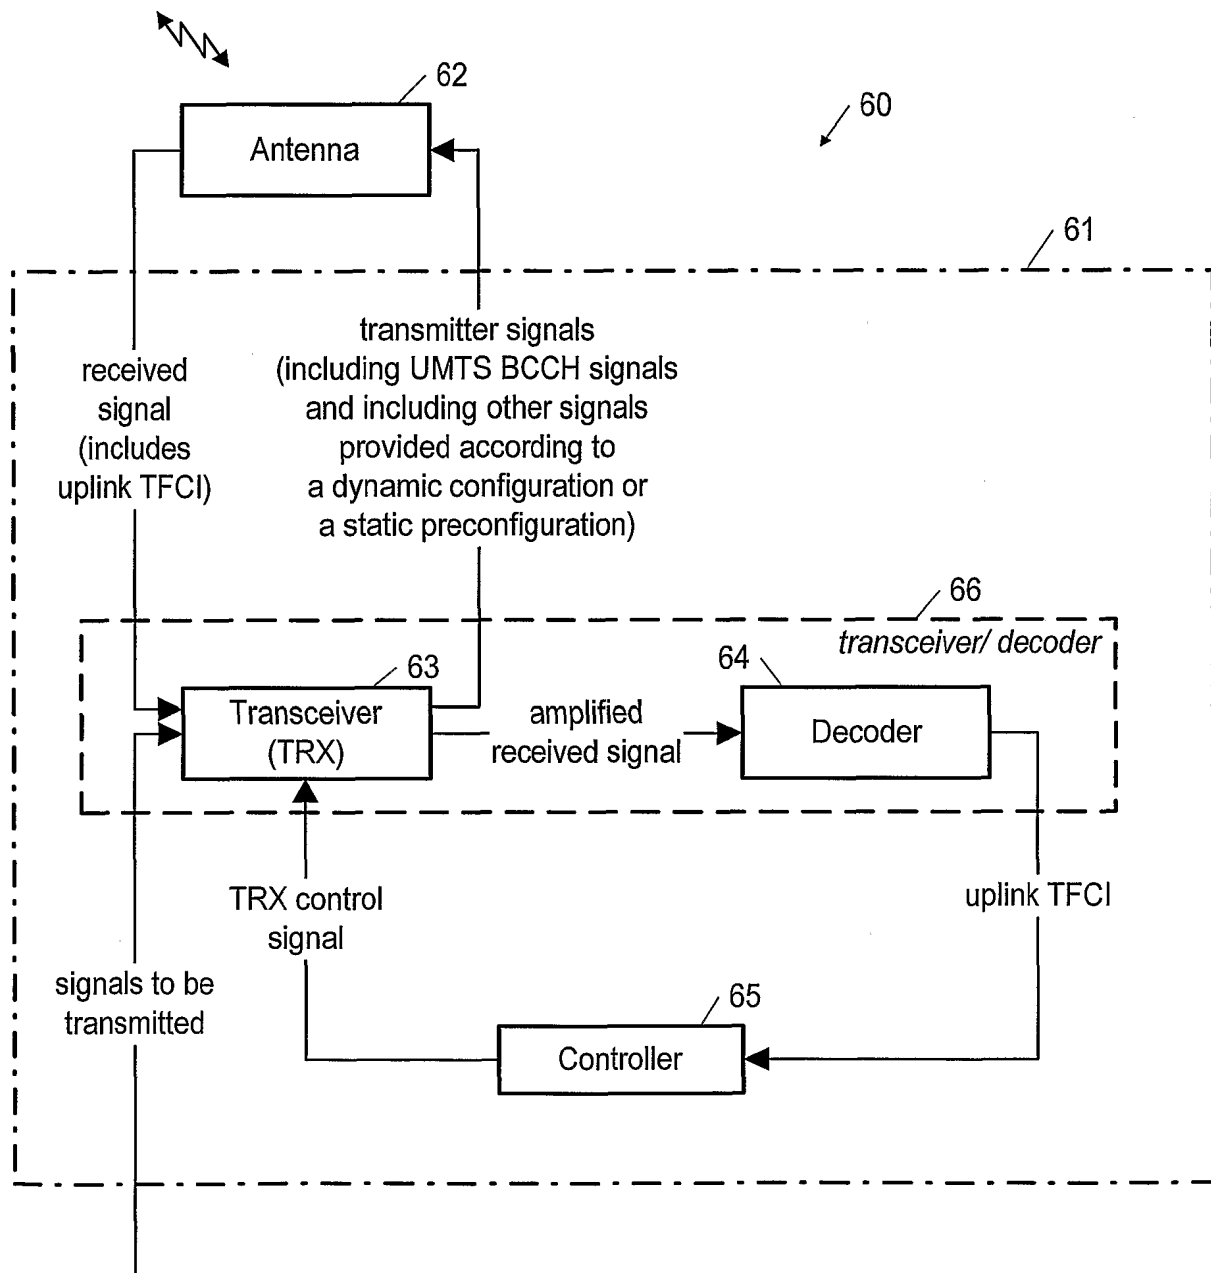 62
Antenna
60
61
transmitter signals
(including UMTS BCCH signals
and including other signals
provided according to
a dynamic configuration or
a static preconfiguration)
received
signal
(includes
uplink TFCI)
66
transceiver/ decoder
63
Transceiver
(TRX)
amplified
received signal
64
Decoder
TRX control
signal
uplink TFCI
signals to be
transmitted
65
Controller